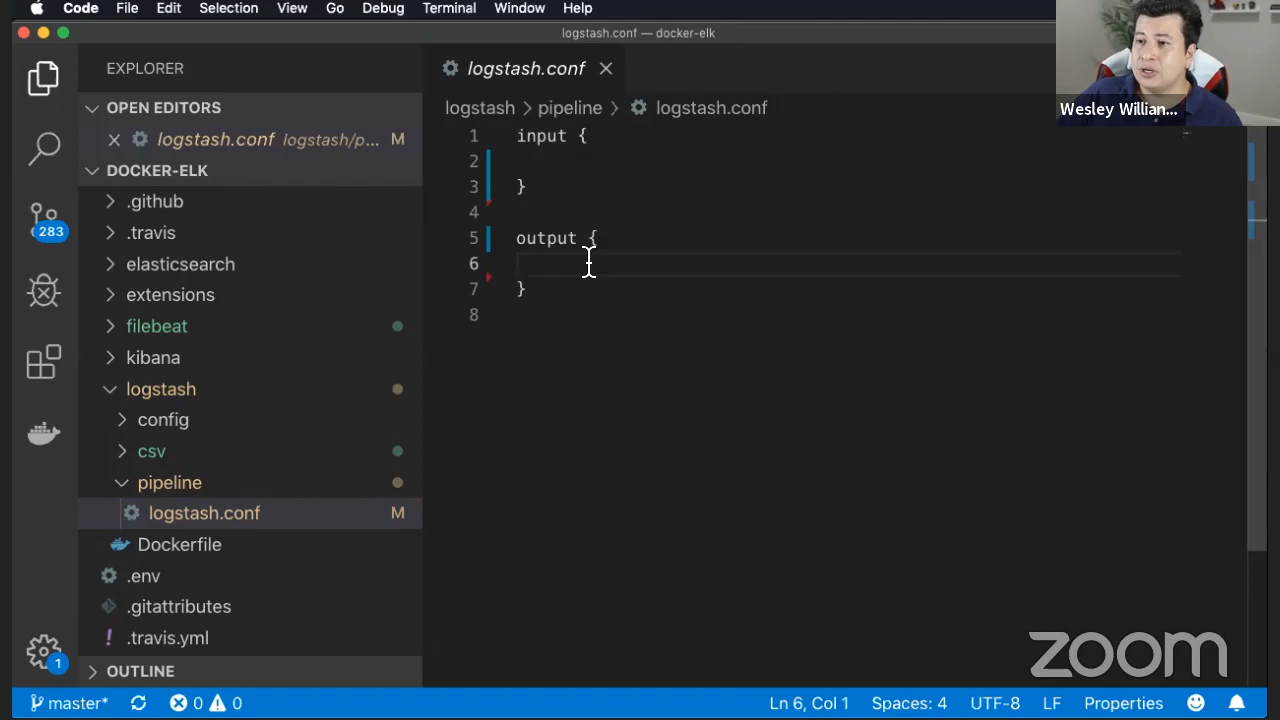 Code File Edit Selection View Go Debug Terminal Window Help
logstash.conf — docker-elk
EXPLORER
OPEN EDITORS
logstash.conf logstash/p... M
DOCKER-ELK
.github
.travis
elasticsearch
extensions
filebeat
kibana
logstash
config
csv
pipeline
logstash.conf M
Dockerfile
.env
.gitattributes
.travis.yml
OUTLINE
283
1
logstash.conf
logstash > pipeline > logstash.conf
1 input {
2
3 }
4
5 output {
6
7 }
8
Wesley Willian...
zoom
master* 0 0 Ln 6, Col 1 Spaces: 4 UTF-8 LF Properties